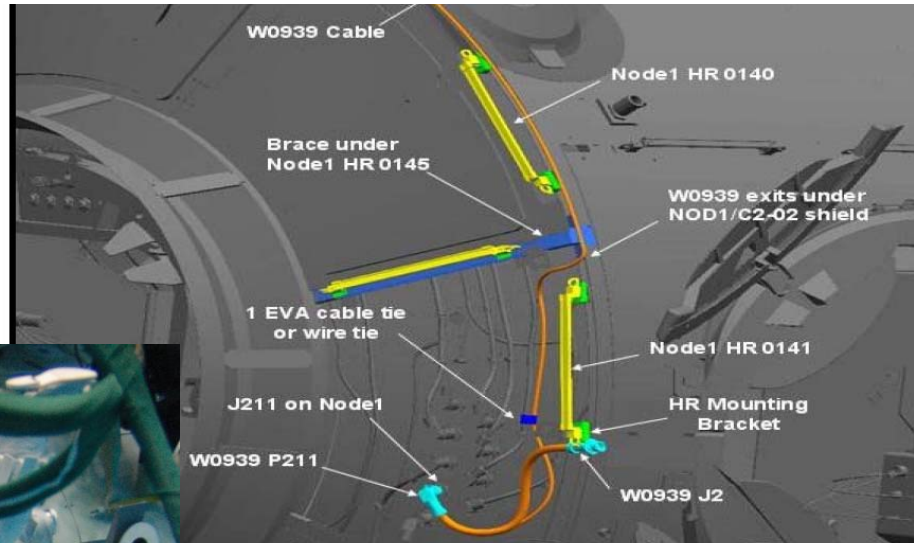 W0939 Cable
Node1 HR 0140
Brace under
Node1 HR 0145
W0939 exits under
NOD1/C2-02 shield
1 EVA cable tie
or wire tie
Node1 HR 0141
J211 on Node1
HR Mounting
Bracket
W0939 P211
W0939 J2